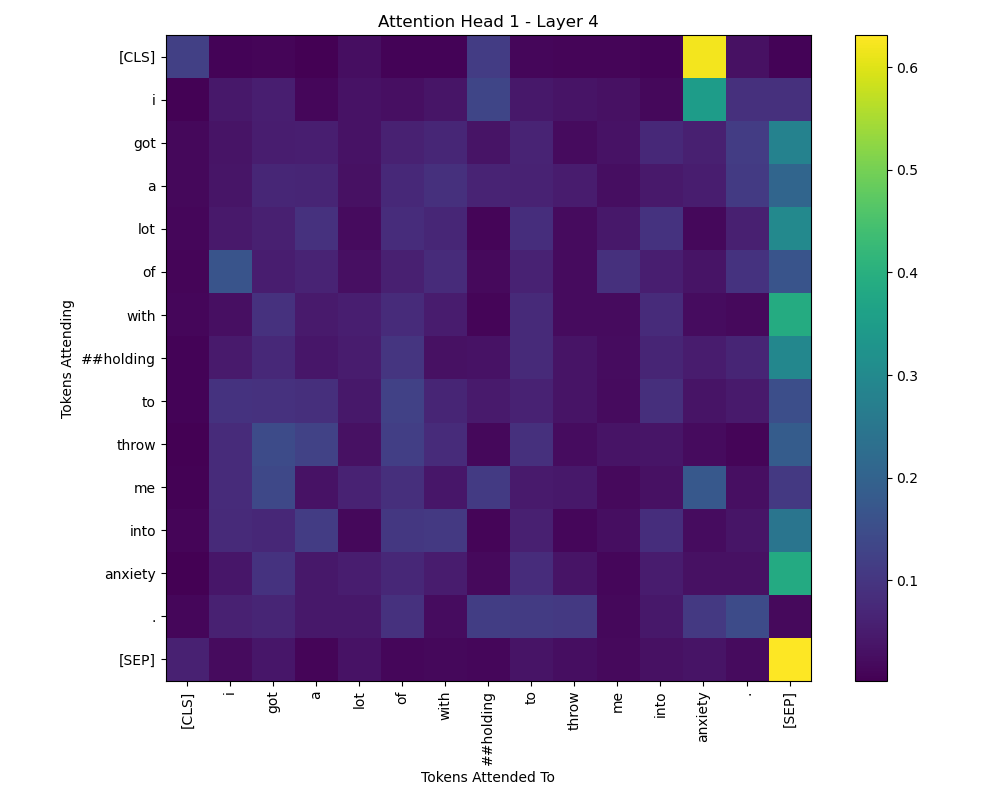 Attention Head 1 - Layer 4
Tokens Attending
[CLS]
i
got
a
lot
of
with
##holding
to
throw
me
into
anxiety
.
[SEP]
[CLS]
i
got
a
lot
of
with
##holding
to
throw
me
into
anxiety
.
[SEP]
Tokens Attended To
0.6
0.5
0.4
0.3
0.2
0.1